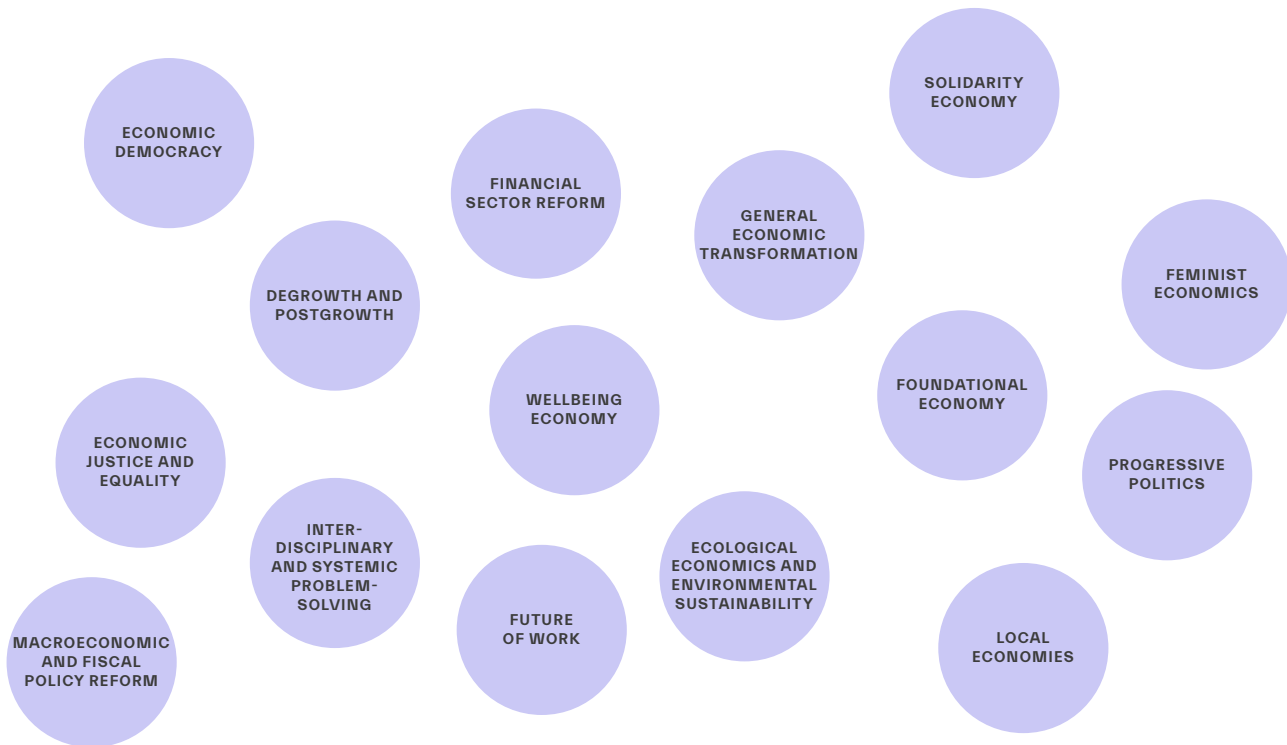 SOLIDARITY
ECONOMY
ECONOMIC
DEMOCRACY
FINANCIAL
SECTOR REFORM
GENERAL
ECONOMIC
TRANSFORMATION
FEMINIST
ECONOMICS
DEGROWTH AND
POSTGROWTH
WELLBEING
ECONOMY
FOUNDATIONAL
ECONOMY
ECONOMIC
JUSTICE AND
EQUALITY
PROGRESSIVE
POLITICS
INTER-
DISCIPLINARY
AND SYSTEMIC
PROBLEM-
SOLVING
ECOLOGICAL
ECONOMICS AND
ENVIRONMENTAL
SUSTAINABILITY
FUTURE
OF WORK
LOCAL
ECONOMIES
MACROECONOMIC
AND FISCAL
POLICY REFORM